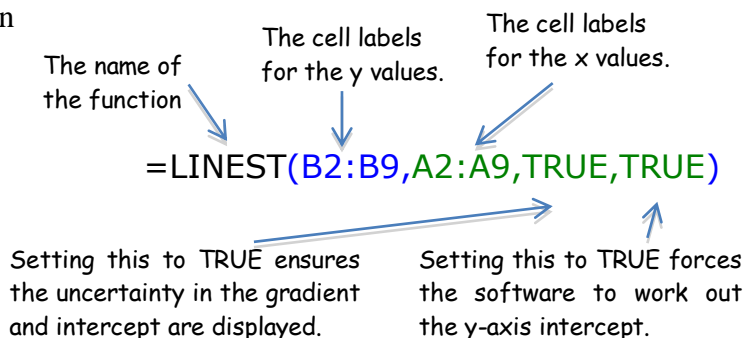 n
The name of
the function
The cell labels
for the y values.
The cell labels
for the x values.
=LINEST(B2:B9,A2:A9,TRUE,TRUE)
Setting this to TRUE ensures
the uncertainty in the gradient
and intercept are displayed.
Setting this to TRUE forces
the software to work out
the y-axis intercept.